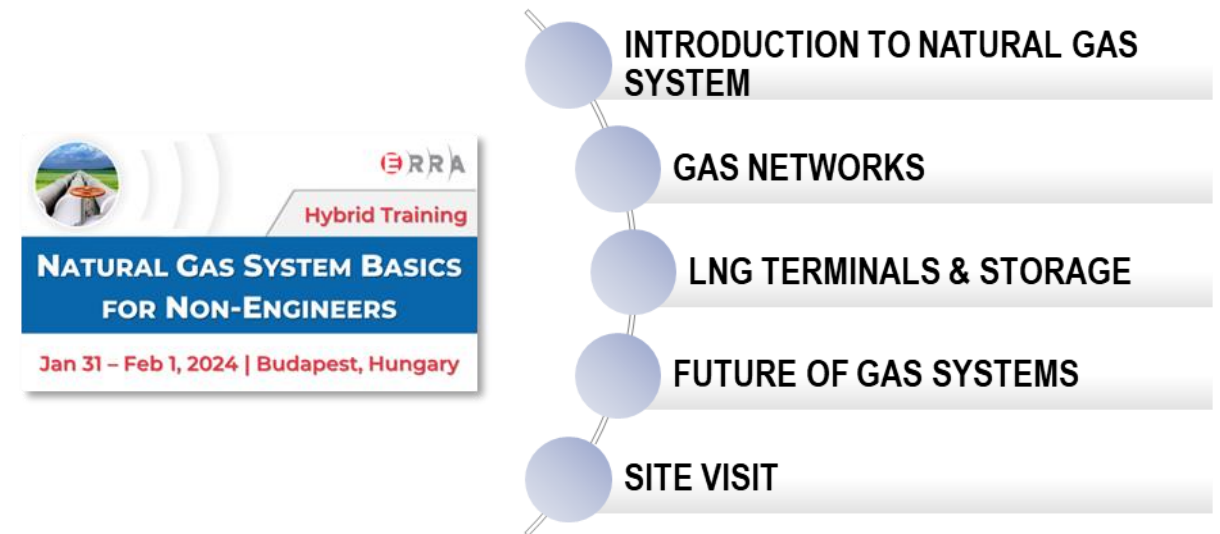 ERRA
Hybrid Training
NATURAL GAS SYSTEM BASICS
FOR NON-ENGINEERS
Jan 31 – Feb 1, 2024 | Budapest, Hungary
INTRODUCTION TO NATURAL GAS
SYSTEM
GAS NETWORKS
LNG TERMINALS & STORAGE
FUTURE OF GAS SYSTEMS
SITE VISIT